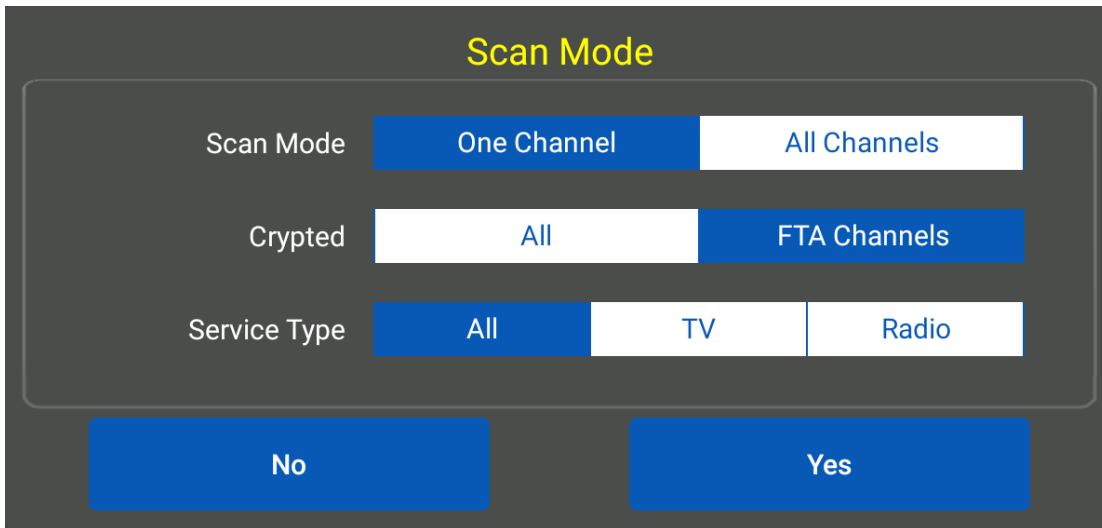 Scan Mode
Scan Mode One Channel All Channels
Crypted All FTA Channels
Service Type All TV Radio
No Yes